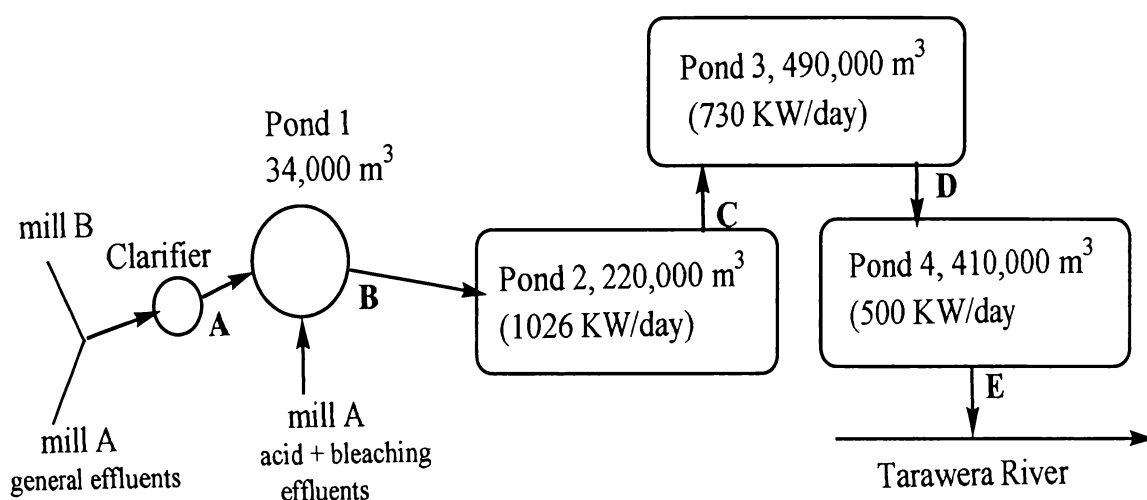 Pond 3, 490,000 m³
(730 KW/day)
Pond 1
34,000 m³
D
mill B
C
Clarifier
Pond 2, 220,000 m³
(1026 KW/day)
Pond 4, 410,000 m³
(500 KW/day
A
B
E
mill A
general effluents
mill A
acid + bleaching
effluents
Tarawera River